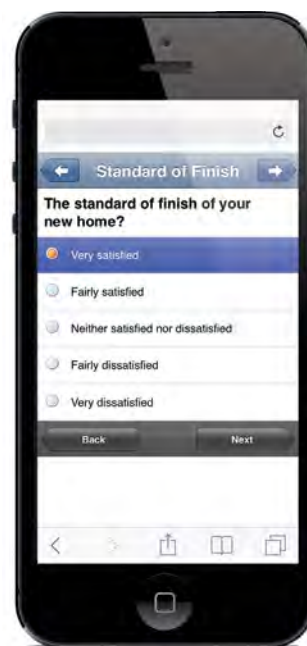 Standard of Finish
The standard of finish of your
new home?
Very satisfied
Fairly satisfied
Neither satisfied nor dissatisfied
Fairly dissatisfied
Very dissatisfied
Back
Next